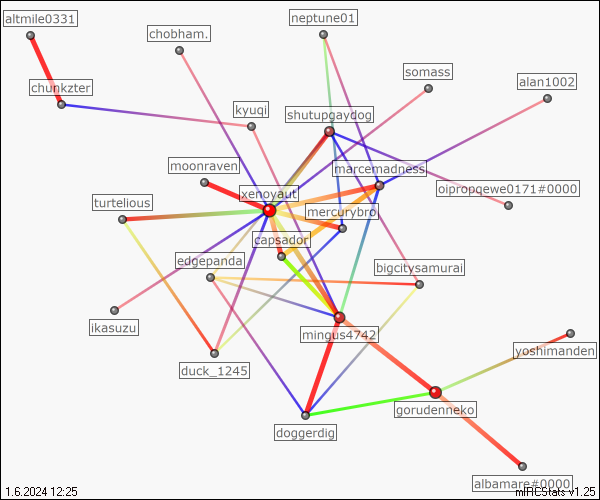 altmile0331
neptune01
chobham.
somass
alan1002
chunkzter
kyuqi
shutupgaydog
moonraven
marcemadness
xenoyaut
oipropqewe0171#0000
turtelious
mercurybro
capsador
edgepanda
bigcitysamurai
ikasuzu
mingus4742
yoshimanden
duck_1245
gorudenneko
doggerdig
albamare#0000
1.6.2024 12:25
mIRCStats v1.25